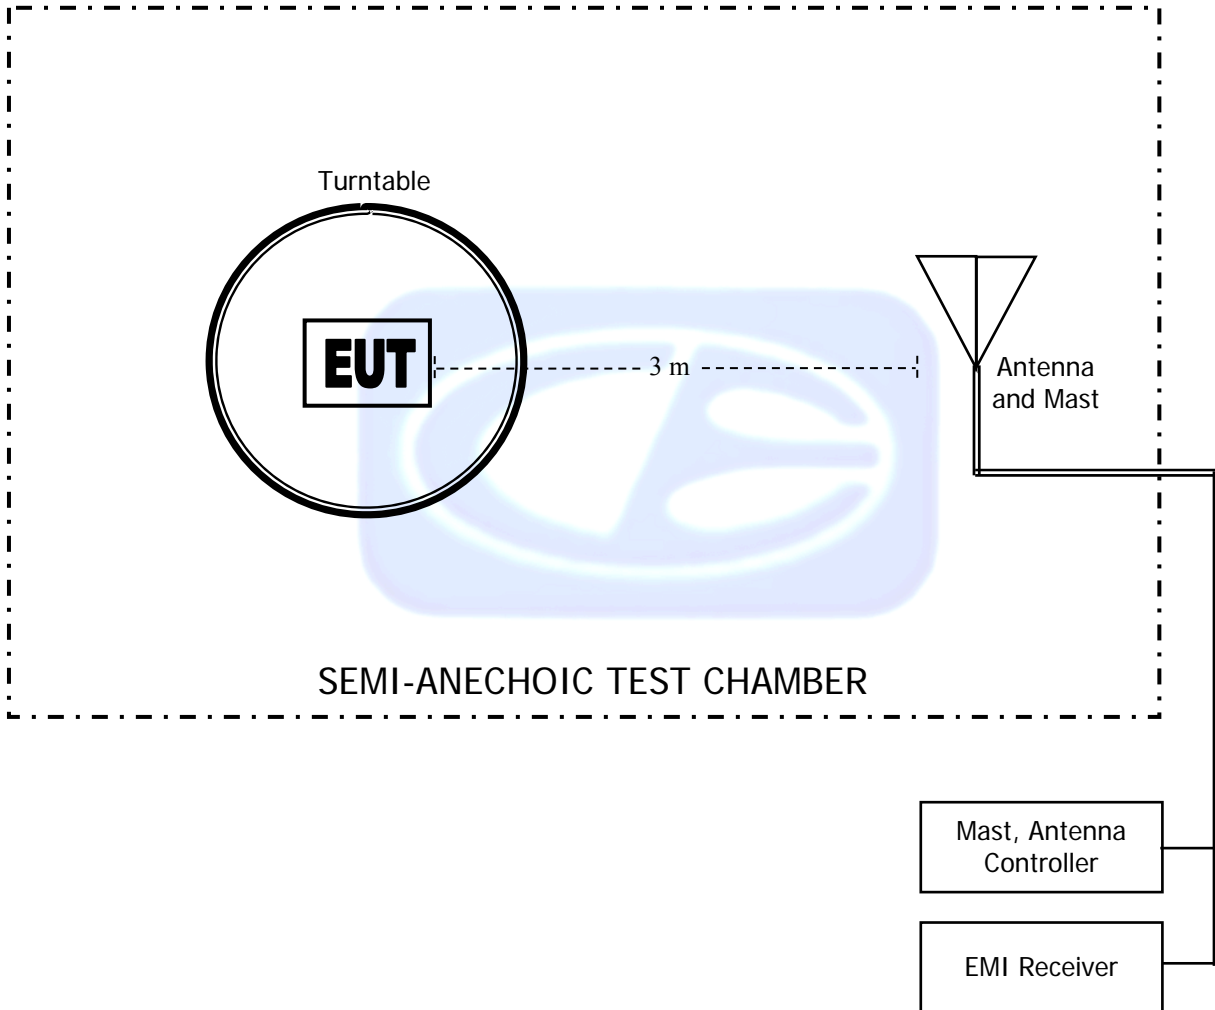 Turntable
EUT
3 m
Antenna
and Mast
SEMI-ANECHOIC TEST CHAMBER
Mast, Antenna
Controller
EMI Receiver